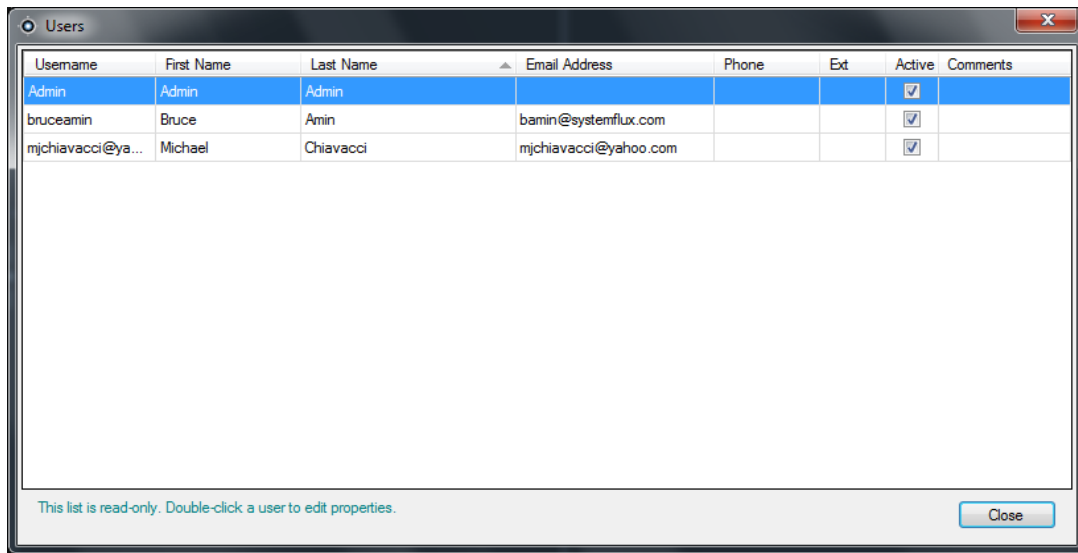 Users
Username First Name Last Name Email Address Phone Ext Active Comments
Admin Admin Admin
bruceamin Bruce Amin bamin@systemflux.com
mjchiavacci@ya... Michael Chiavacci mjchiavacci@yahoo.com
This list is read-only. Double-click a user to edit properties.
Close